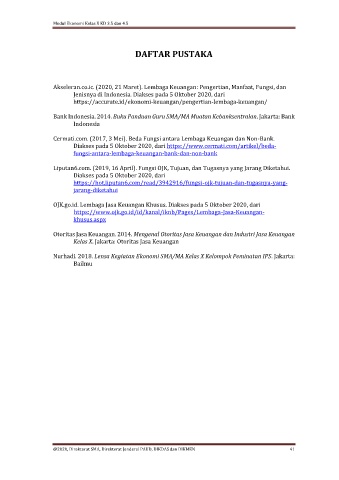 Modul Ekonomi Kelas X KD 3.5 dan 4.5
DAFTAR PUSTAKA
Akseleran.co.ic. (2020, 21 Maret). Lembaga Keuangan: Pengertian, Manfaat, Fungsi, dan
Jenisnya di Indonesia. Diakses pada 5 Oktober 2020, dari
https://accurate.id/ekonomi-keuangan/pengertian-lembaga-keuangan/
Bank Indonesia. 2014. Buku Panduan Guru SMA/MA Muatan Kebanksentralan. Jakarta: Bank
Indonesia
Cermati.com. (2017, 3 Mei). Beda Fungsi antara Lembaga Keuangan dan Non-Bank.
Diakses pada 5 Oktober 2020, dari https://www.cermati.com/artikel/beda-
fungsi-antara-lembaga-keuangan-bank-dan-non-bank
Liputan6.com. (2019, 16 April). Fungsi OJK, Tujuan, dan Tugasnya yang Jarang Diketahui.
Diakses pada 5 Oktober 2020, dari
https://hot.liputan6.com/read/3942916/fungsi-ojk-tujuan-dan-tugasnya-yang-
jarang-diketahui
OJK.go.id. Lembaga Jasa Keuangan Khusus. Diakses pada 5 Oktober 2020, dari
https://www.ojk.go.id/id/kanal/iknb/Pages/Lembaga-Jasa-Keuangan-
khusus.aspx
Otoritas Jasa Keuangan. 2014. Mengenal Otoritas Jasa Keuangan dan Industri Jasa Keuangan
Kelas X. Jakarta: Otoritas Jasa Keuangan
Nurhadi. 2018. Lensa Kegiatan Ekonomi SMA/MA Kelas X Kelompok Peminatan IPS. Jakarta:
Bailmu
@2020, Direktorat SMA, Direktorat Jenderal PAUD, DIKDAS dan DIKMEN